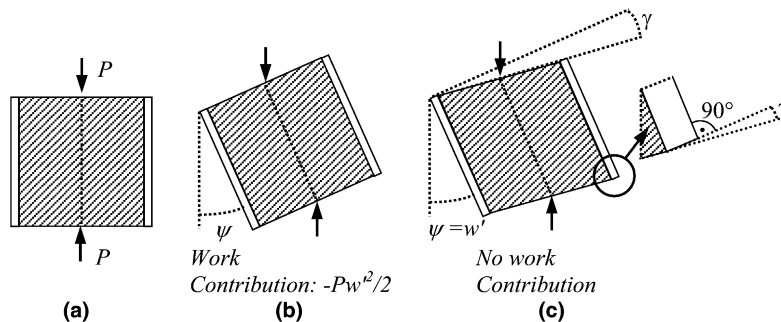 P
P
(a)
ψ
Work
Contribution: -Pw'²/2
(b)
γ
90°
ψ =w'
No work
Contribution
(c)